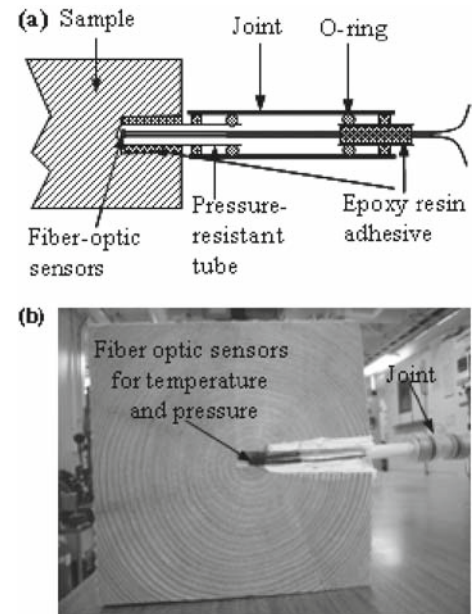 (a) Sample
Joint
O-ring
Fiber-optic
sensors
Pressure-
resistant
tube
Epoxy resin
adhesive
(b)
Fiber optic sensors
for temperature
and pressure
Joint